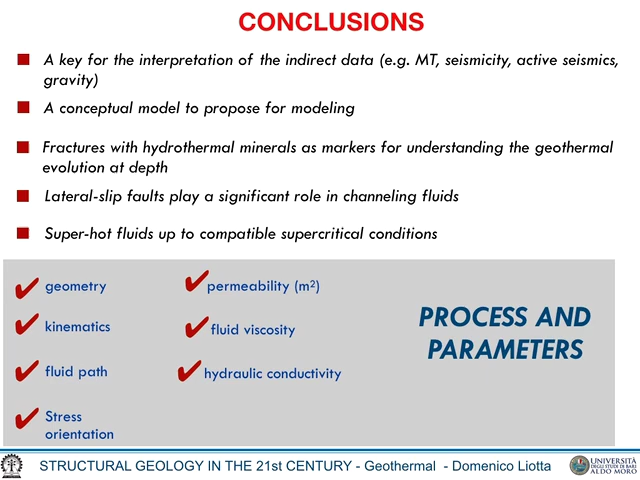 CONCLUSIONS
A key for the interpretation of the indirect data (e.g. MT, seismicity, active seismics,
gravity)
A conceptual model to propose for modeling
Fractures with hydrothermal minerals as markers for understanding the geothermal
evolution at depth
Lateral-slip faults play a significant role in channeling fluids
Super-hot fluids up to compatible supercritical conditions
geometry
kinematics
fluid path
Stress
orientation
permeability (m²)
fluid viscosity
hydraulic conductivity
PROCESS AND
PARAMETERS
STRUCTURAL GEOLOGY IN THE 21st CENTURY - Geothermal - Domenico Liotta
UNIVERSITÀ
DEGLI STUDI DI BARI
ALDO MORO